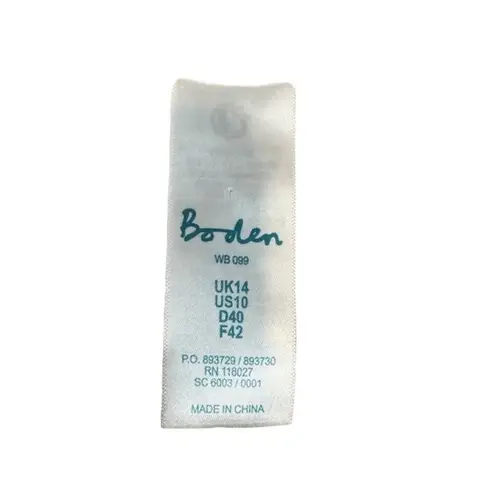 Boden
WB 099
UK14
US10
D40
F42
P.O. 893729 / 893730
RN 118027
SC 6003 / 0001
MADE IN CHINA